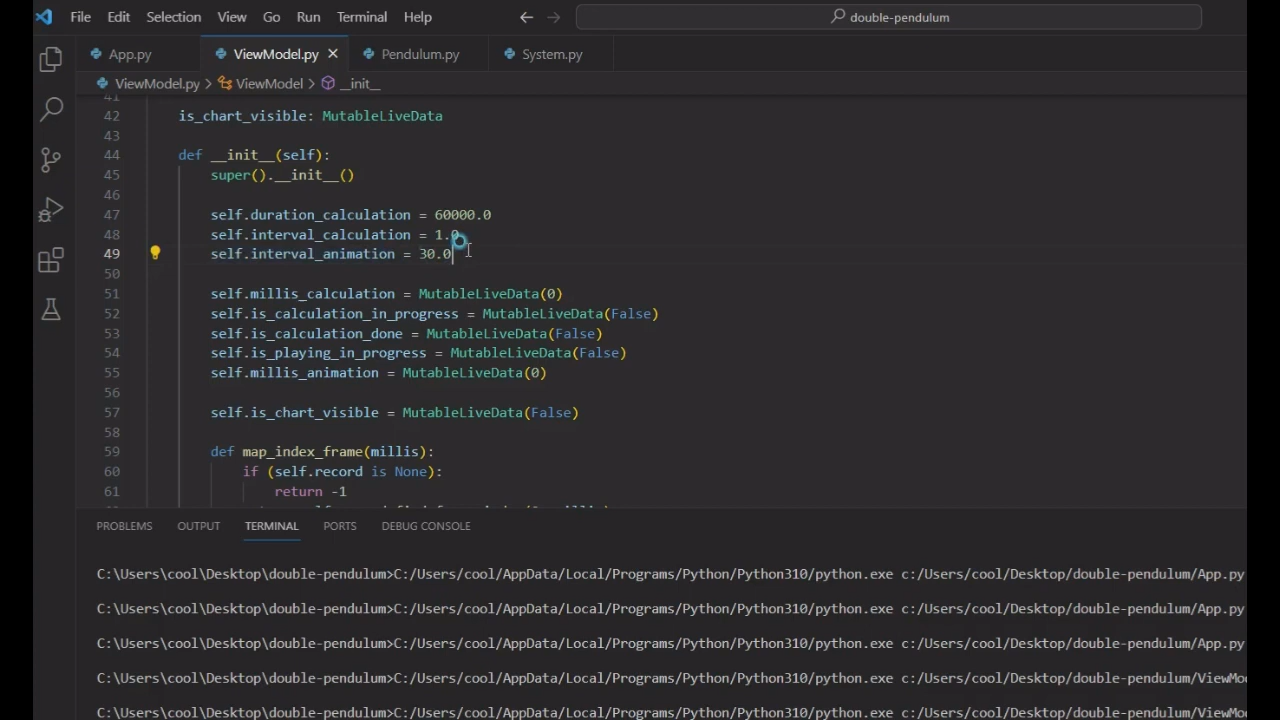 File Edit Selection View Go Run Terminal Help double-pendulum
App.py ViewModel.py Pendulum.py System.py
ViewModel.py > ViewModel > __init__
41
42 is_chart_visible: MutableLiveData
43
44 def __init__(self):
45 super().__init__()
46
47 self.duration_calculation = 60000.0
48 self.interval_calculation = 1.0
49 self.interval_animation = 30.0
50
51 self.millis_calculation = MutableLiveData(0)
52 self.is_calculation_in_progress = MutableLiveData(False)
53 self.is_calculation_done = MutableLiveData(False)
54 self.is_playing_in_progress = MutableLiveData(False)
55 self.millis_animation = MutableLiveData(0)
56
57 self.is_chart_visible = MutableLiveData(False)
58
59 def map_index_frame(millis):
60 if (self.record is None):
61 return -1
PROBLEMS OUTPUT TERMINAL PORTS DEBUG CONSOLE
C:\Users\cool\Desktop\double-pendulum>C:/Users/cool/AppData/Local/Programs/Python/Python310/python.exe c:/Users/cool/Desktop/double-pendulum/App.py
C:\Users\cool\Desktop\double-pendulum>C:/Users/cool/AppData/Local/Programs/Python/Python310/python.exe c:/Users/cool/Desktop/double-pendulum/App.py
C:\Users\cool\Desktop\double-pendulum>C:/Users/cool/AppData/Local/Programs/Python/Python310/python.exe c:/Users/cool/Desktop/double-pendulum/App.py
C:\Users\cool\Desktop\double-pendulum>C:/Users/cool/AppData/Local/Programs/Python/Python310/python.exe c:/Users/cool/Desktop/double-pendulum/ViewMo
C:\Users\cool\Desktop\double-pendulum>C:/Users/cool/AppData/Local/Programs/Python/Python310/python.exe c:/Users/cool/Desktop/double-pendulum/ViewMo